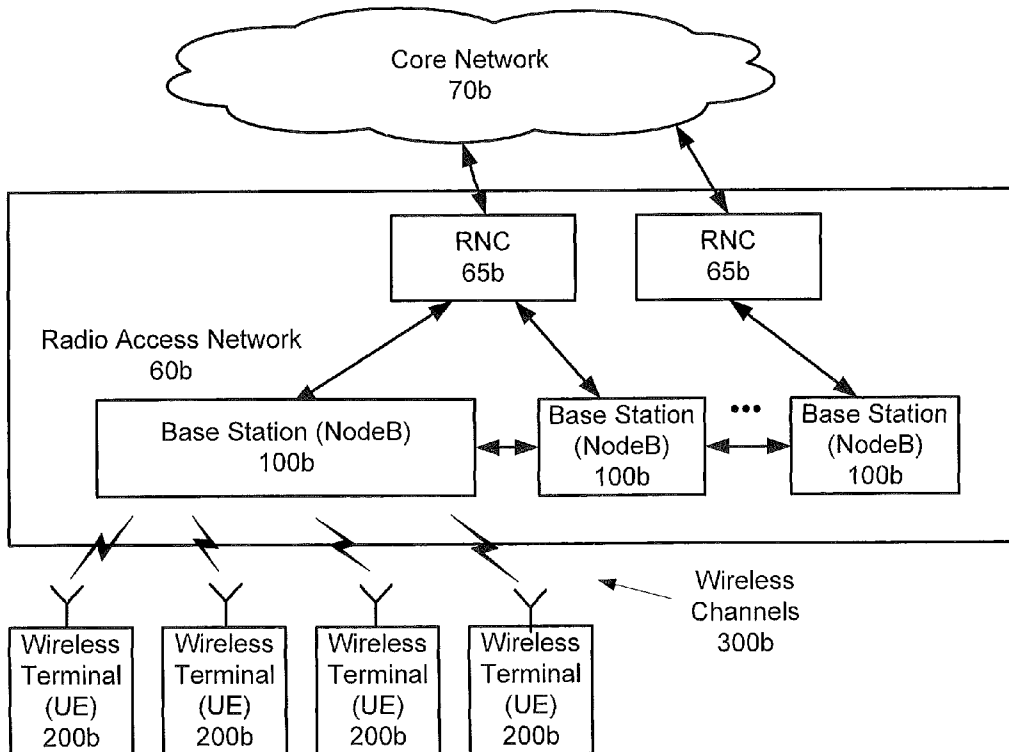 Core Network
70b
RNC
65b
RNC
65b
Radio Access Network
60b
Base Station (NodeB)
100b
Base Station
(NodeB)
100b
•••
Base Station
(NodeB)
100b
Wireless
Channels
300b
Wireless
Terminal
(UE)
200b
Wireless
Terminal
(UE)
200b
Wireless
Terminal
(UE)
200b
Wireless
Terminal
(UE)
200b